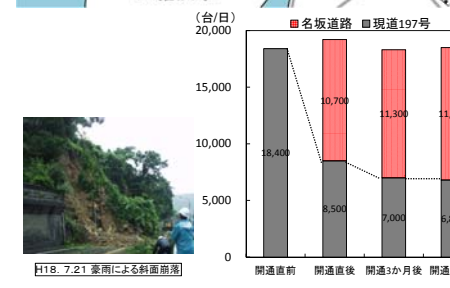 (台/日)
名坂道路 現道197号
20,000
15,000
10,000
5,000
0
10,700
11,300
18,400
8,500
7,000
開通直前 開通直後 開通3か月後
H18. 7.21 豪雨による斜面崩落